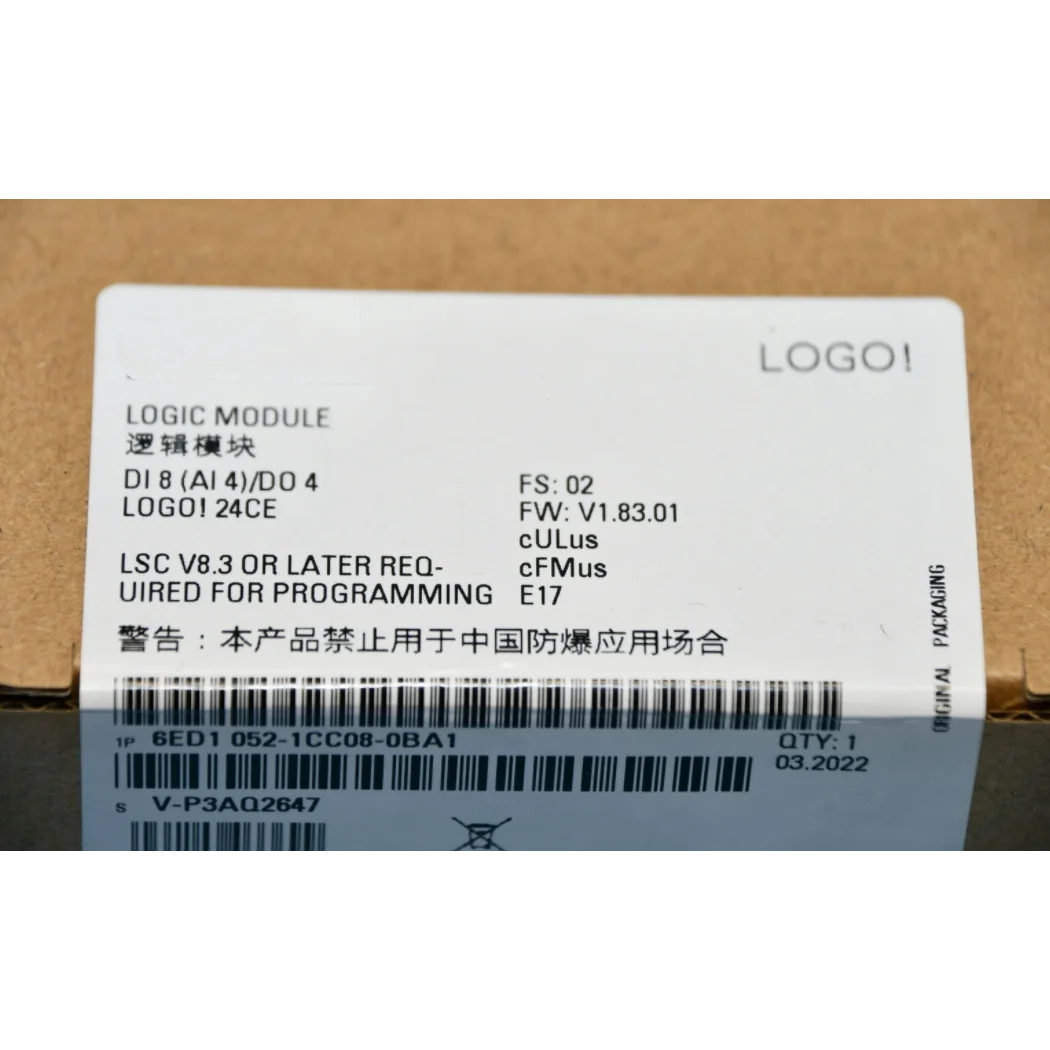 LOGO!
LOGIC MODULE
逻辑模块
DI 8 (AI 4)/DO 4
LOGO! 24CE
LSC V8.3 OR LATER REQ-
UIRED FOR PROGRAMMING
FS: 02
FW: V1.83.01
cULus
cFMus
E17
警告：本产品禁止用于中国防爆应用场合
ORIGINAL PACKAGING
1P 6ED1 052-1CC08-0BA1
QTY: 1
03.2022
S V-P3AQ2647